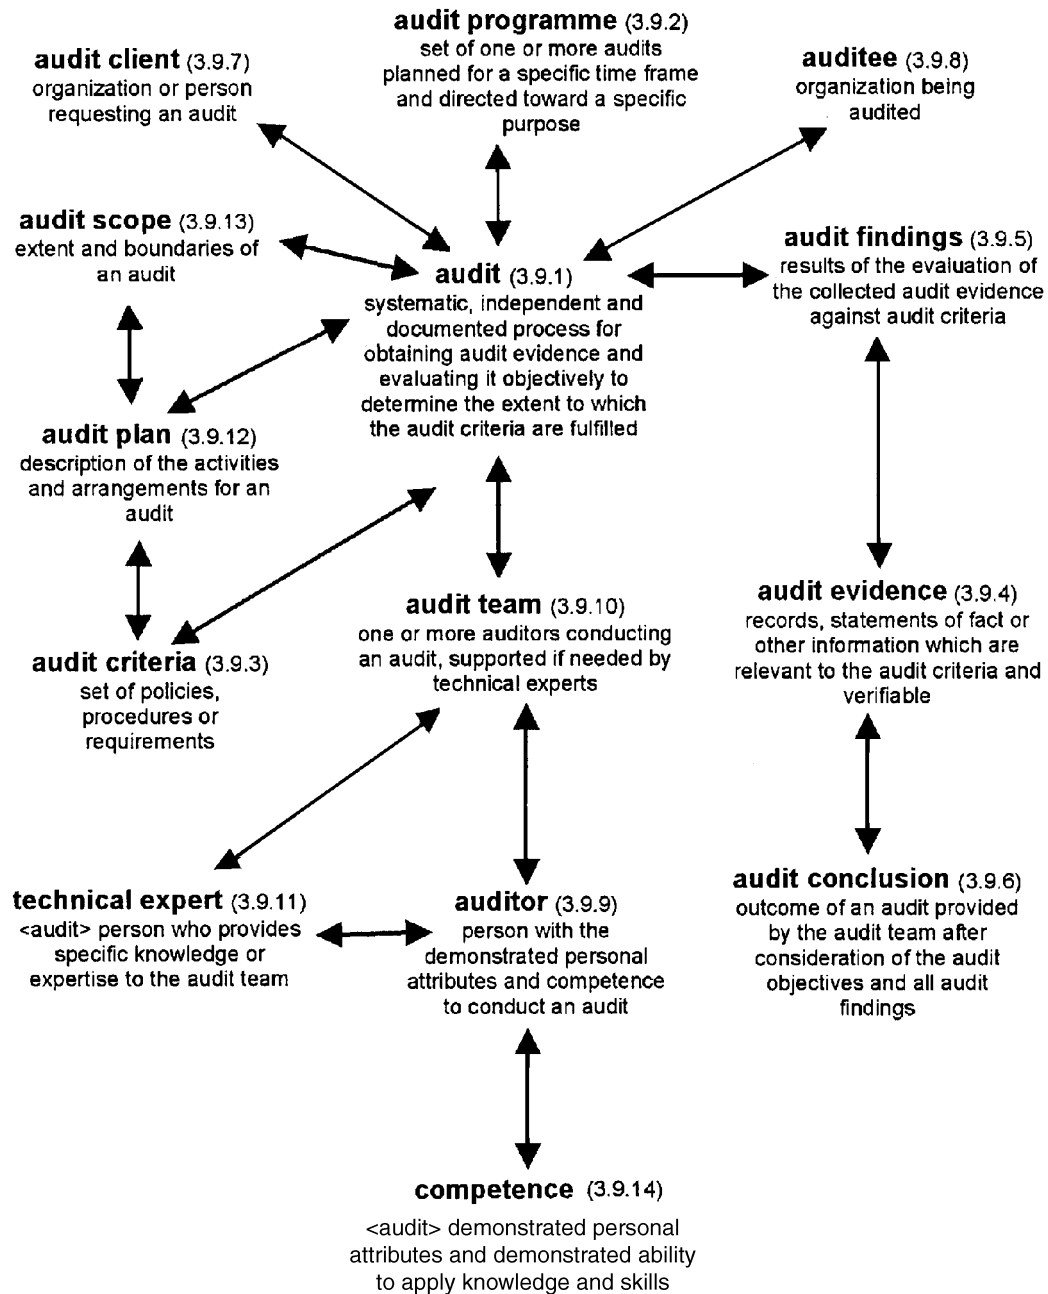 audit programme (3.9.2)
set of one or more audits
planned for a specific time frame
and directed toward a specific
purpose
audit client (3.9.7)
organization or person
requesting an audit
auditee (3.9.8)
organization being
audited
audit scope (3.9.13)
extent and boundaries of
an audit
audit findings (3.9.5)
results of the evaluation of
the collected audit evidence
against audit criteria
audit (3.9.1)
systematic, independent and
documented process for
obtaining audit evidence and
evaluating it objectively to
determine the extent to which
the audit criteria are fulfilled
audit plan (3.9.12)
description of the activities
and arrangements for an
audit
audit criteria (3.9.3)
set of policies,
procedures or
requirements
audit team (3.9.10)
one or more auditors conducting
an audit, supported if needed by
technical experts
audit evidence (3.9.4)
records, statements of fact or
other information which are
relevant to the audit criteria and
verifiable
technical expert (3.9.11)
<audit> person who provides
specific knowledge or
expertise to the audit team
auditor (3.9.9)
person with the
demonstrated personal
attributes and competence
to conduct an audit
audit conclusion (3.9.6)
outcome of an audit provided
by the audit team after
consideration of the audit
objectives and all audit
findings
competence (3.9.14)
<audit> demonstrated personal
attributes and demonstrated ability
to apply knowledge and skills